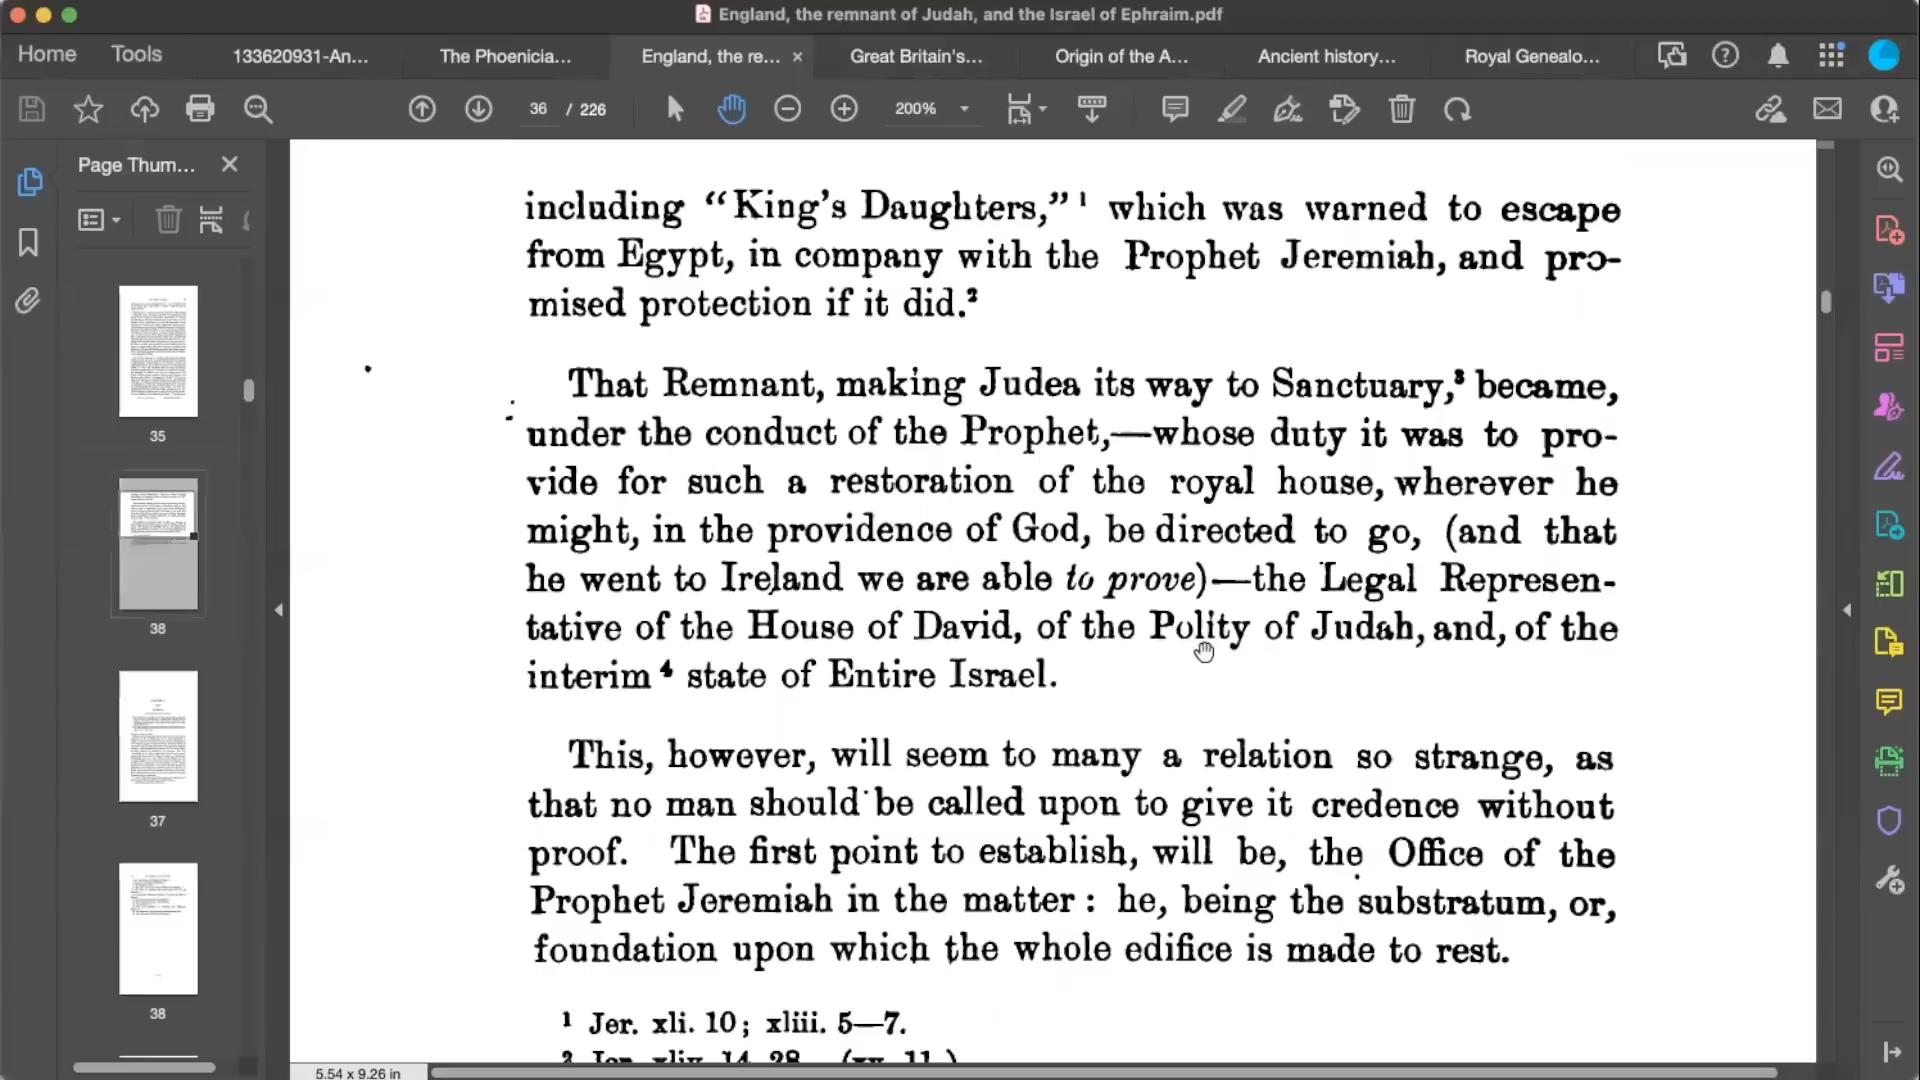 England, the remnant of Judah, and the Israel of Ephraim.pdf
Home Tools 133620931-An... The Phoenicia... England, the re... × Great Britain's... Origin of the A... Ancient history... Royal Genealo...
36 / 226 200%
Page Thum...
35
38
37
38
including “King's Daughters,” ¹ which was warned to escape
from Egypt, in company with the Prophet Jeremiah, and pro-
mised protection if it did.²
That Remnant, making Judea its way to Sanctuary,³ became,
under the conduct of the Prophet,—whose duty it was to pro-
vide for such a restoration of the royal house, wherever he
might, in the providence of God, be directed to go, (and that
he went to Ireland we are able to prove)—the Legal Represen-
tative of the House of David, of the Polity of Judah, and, of the
interim ⁴ state of Entire Israel.
This, however, will seem to many a relation so strange, as
that no man should be called upon to give it credence without
proof. The first point to establish, will be, the Office of the
Prophet Jeremiah in the matter : he, being the substratum, or,
foundation upon which the whole edifice is made to rest.
¹ Jer. xli. 10; xliii. 5—7.
² Jer. xliv. 14, 28. (xv. 11.)
5.54 x 9.26 in